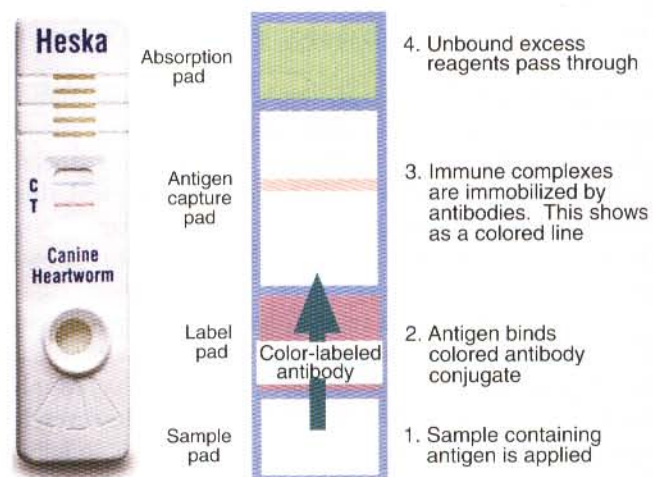 Heska
C
T
Canine
Heartworm
Absorption
pad
Antigen
capture
pad
Label
pad
Sample
pad
Color-labeled
antibody
4. Unbound excess
reagents pass through
3. Immune complexes
are immobilized by
antibodies. This shows
as a colored line
2. Antigen binds
colored antibody
conjugate
1. Sample containing
antigen is applied